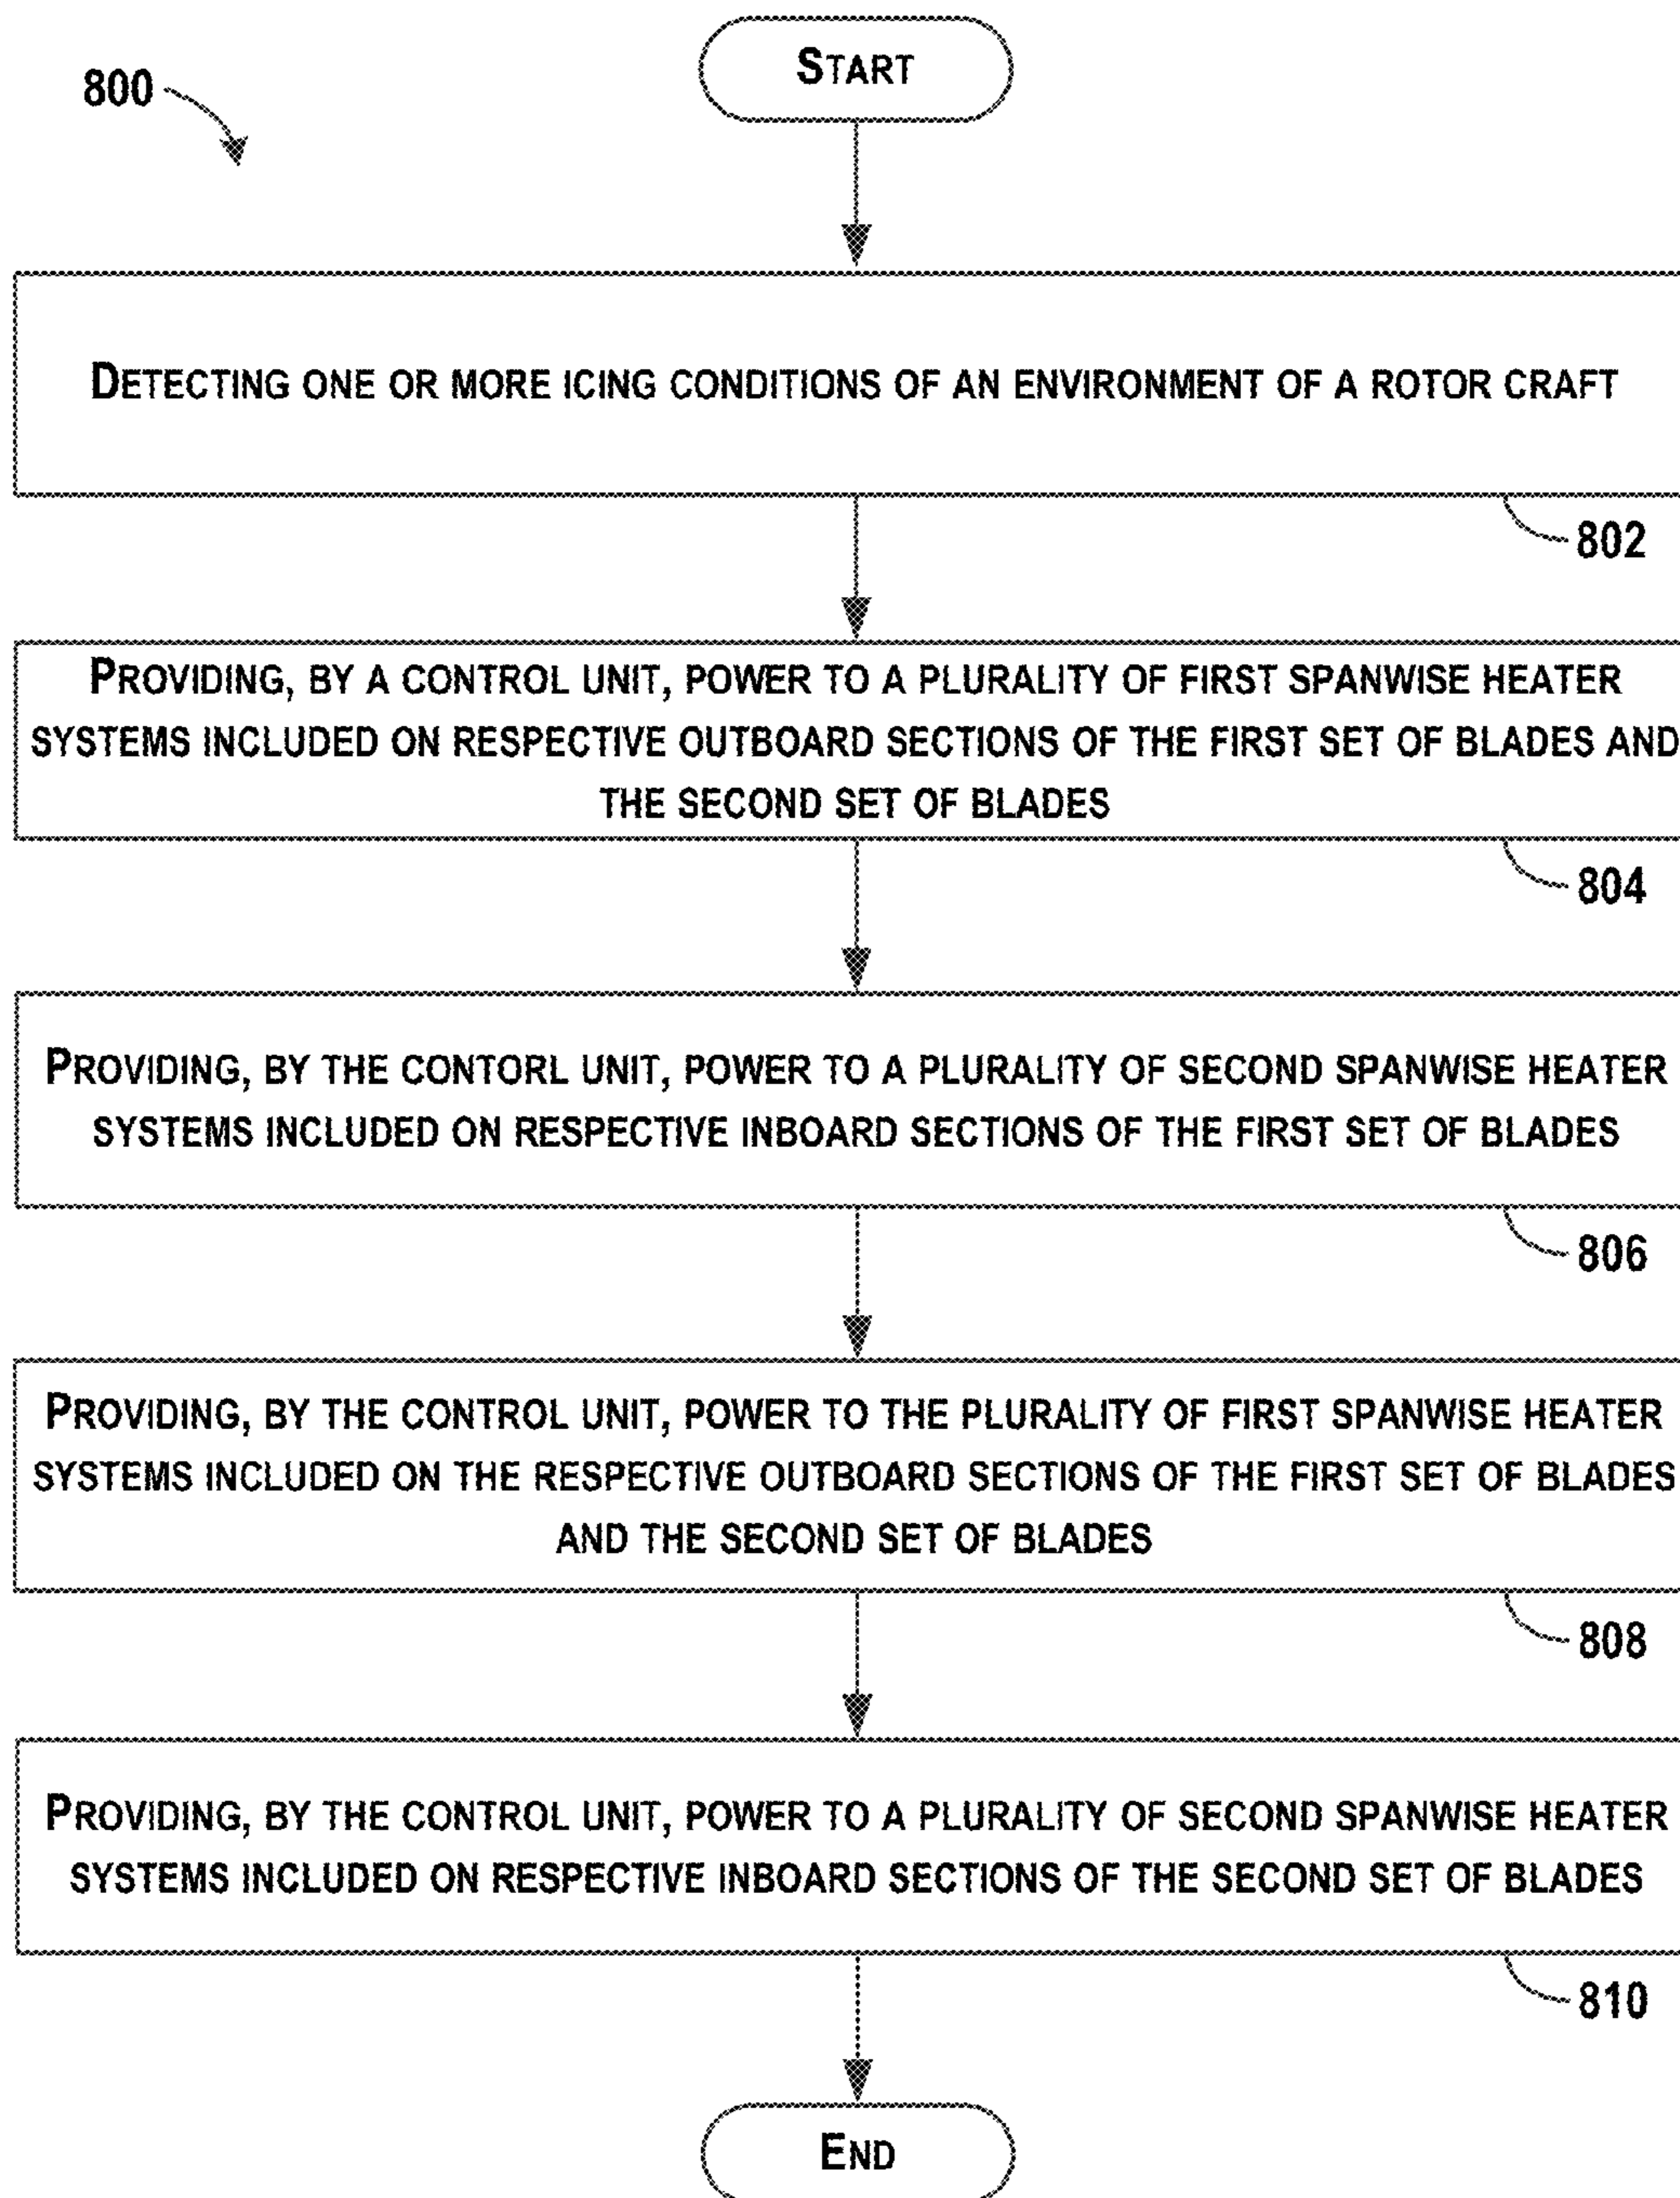 START
800
DETECTING ONE OR MORE ICING CONDITIONS OF AN ENVIRONMENT OF A ROTOR CRAFT
802
PROVIDING, BY A CONTROL UNIT, POWER TO A PLURALITY OF FIRST SPANWISE HEATER
SYSTEMS INCLUDED ON RESPECTIVE OUTBOARD SECTIONS OF THE FIRST SET OF BLADES AND
THE SECOND SET OF BLADES
804
PROVIDING, BY THE CONTORL UNIT, POWER TO A PLURALITY OF SECOND SPANWISE HEATER
SYSTEMS INCLUDED ON RESPECTIVE INBOARD SECTIONS OF THE FIRST SET OF BLADES
806
PROVIDING, BY THE CONTROL UNIT, POWER TO THE PLURALITY OF FIRST SPANWISE HEATER
SYSTEMS INCLUDED ON THE RESPECTIVE OUTBOARD SECTIONS OF THE FIRST SET OF BLADES
AND THE SECOND SET OF BLADES
808
PROVIDING, BY THE CONTROL UNIT, POWER TO A PLURALITY OF SECOND SPANWISE HEATER
SYSTEMS INCLUDED ON RESPECTIVE INBOARD SECTIONS OF THE SECOND SET OF BLADES
810
END